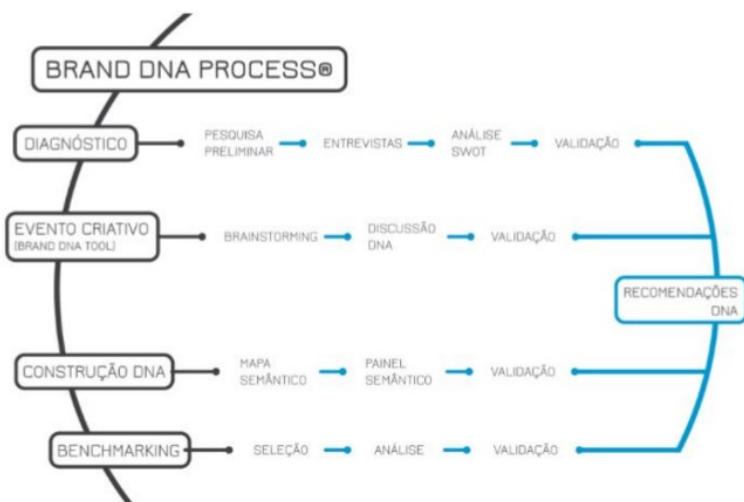 BRAND DNA PROCESS®
DIAGNÓSTICO
PESQUISA
PRELIMINAR
ENTREVISTAS
ANÁLISE
SWOT
VALIDAÇÃO
EVENTO CRIATIVO
[BRAND DNA TOOL]
BRAINSTORMING
DISCUSSÃO
DNA
VALIDAÇÃO
RECOMENDAÇÕES
DNA
CONSTRUÇÃO DNA
MAPA
SEMÂNTICO
PAINEL
SEMÂNTICO
VALIDAÇÃO
BENCHMARKING
SELEÇÃO
ANÁLISE
VALIDAÇÃO